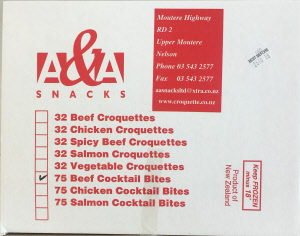 A&A
SNACKS
Moutere Highway
RD 2
Upper Moutere
Nelson
Phone 03 543 2577
Fax 03 543 2577
aasnacksltd@xtra.co.nz
www.croquette.co.nz
BEST BEFORE
32 Beef Croquettes
32 Chicken Croquettes
32 Spicy Beef Croquettes
32 Salmon Croquettes
32 Vegetable Croquettes
75 Beef Cocktail Bites
75 Chicken Cocktail Bites
75 Salmon Cocktail Bites
Product of
New Zealand
Keep FROZEN
minus 18°